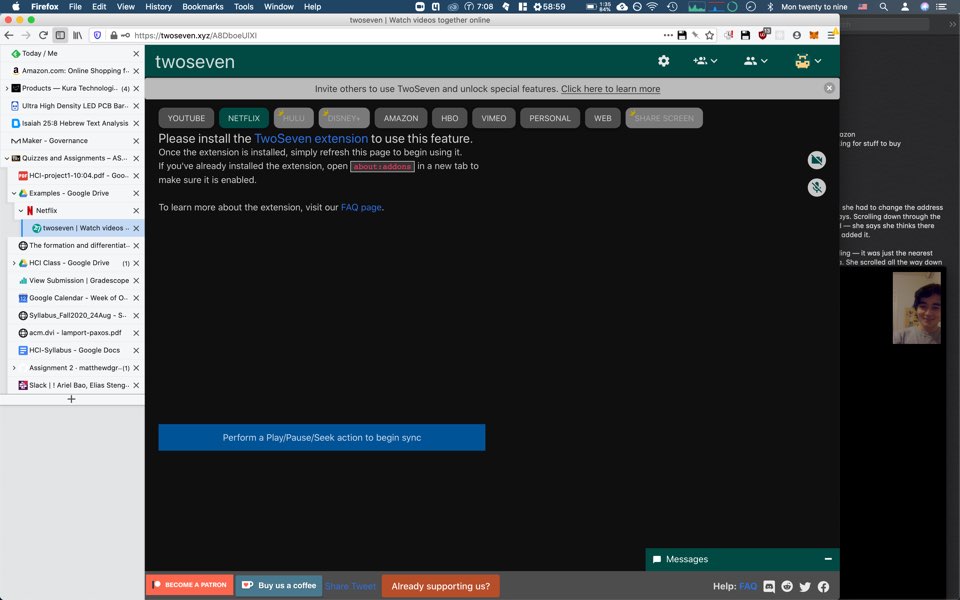 Firefox File Edit View History Bookmarks Tools Window Help
7:08
58:59
1:35
84%
Mon twenty to nine
twoseven | Watch videos together online
https://twoseven.xyz/A8DboeUlXI
Today / Me
Amazon.com: Online Shopping f
Products — Kura Technologi (4)
Ultra High Density LED PCB Bar
Isaiah 25:8 Hebrew Text Analysis
Maker - Governance
Quizzes and Assignments – AS
HCI-project1-10:04.pdf - Goo
Examples - Google Drive
Netflix
twoseven | Watch videos
The formation and differentiat
HCI Class - Google Drive (1)
View Submission | Gradescope
Google Calendar - Week of O
Syllabus_Fall2020_24Aug - S
acm.dvi - lamport-paxos.pdf
HCI-Syllabus - Google Docs
Assignment 2 · matthewdgr (1)
Slack | ! Ariel Bao, Elias Steng
+
twoseven
Invite others to use TwoSeven and unlock special features. Click here to learn more
YOUTUBE NETFLIX HULU DISNEY+ AMAZON HBO VIMEO PERSONAL WEB SHARE SCREEN
Please install the TwoSeven extension to use this feature.
Once the extension is installed, simply refresh this page to begin using it.
If you've already installed the extension, open about:addons in a new tab to
make sure it is enabled.
To learn more about the extension, visit our FAQ page.
Perform a Play/Pause/Seek action to begin sync
Messages
BECOME A PATRON
Buy us a coffee
Share Tweet
Already supporting us?
Help: FAQ
azon
ing for stuff to buy
she had to change the address
ays. Scrolling down through the
— she says she thinks there
added it.
ling — it was just the nearest
. She scrolled all the way down